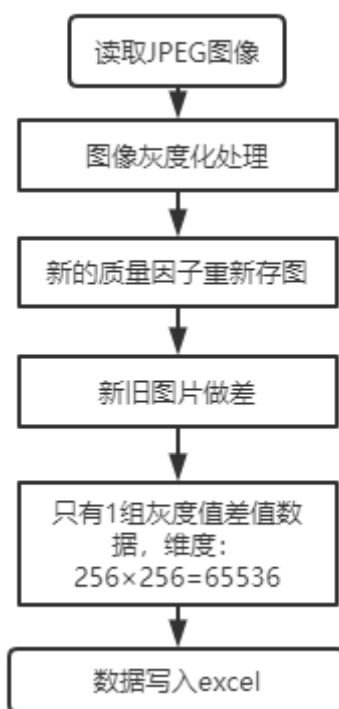 读取JPEG图像
图像灰度化处理
新的质量因子重新存图
新旧图片做差
只有1组灰度值差值数
据，维度：
256×256=65536
数据写入excel